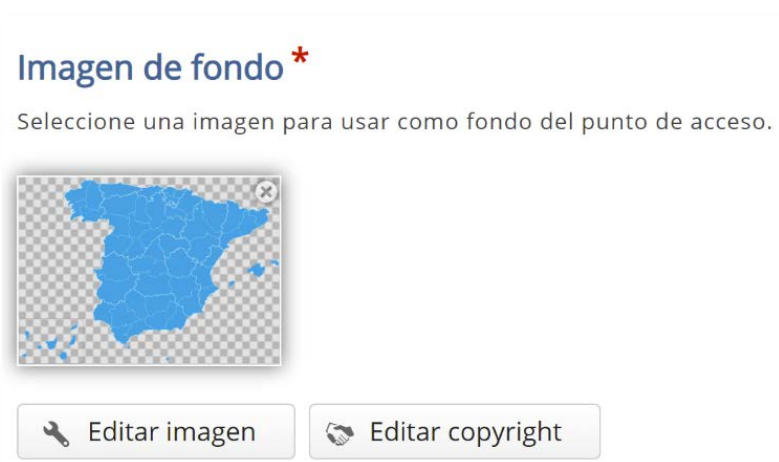 Imagen de fondo *
Seleccione una imagen para usar como fondo del punto de acceso.
Editar imagen
Editar copyright